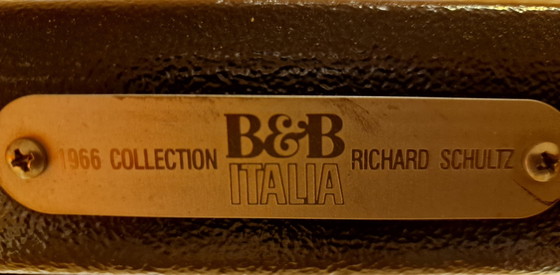 1966 COLLECTION B&B RICHARD SCHULTZ
ITALIA